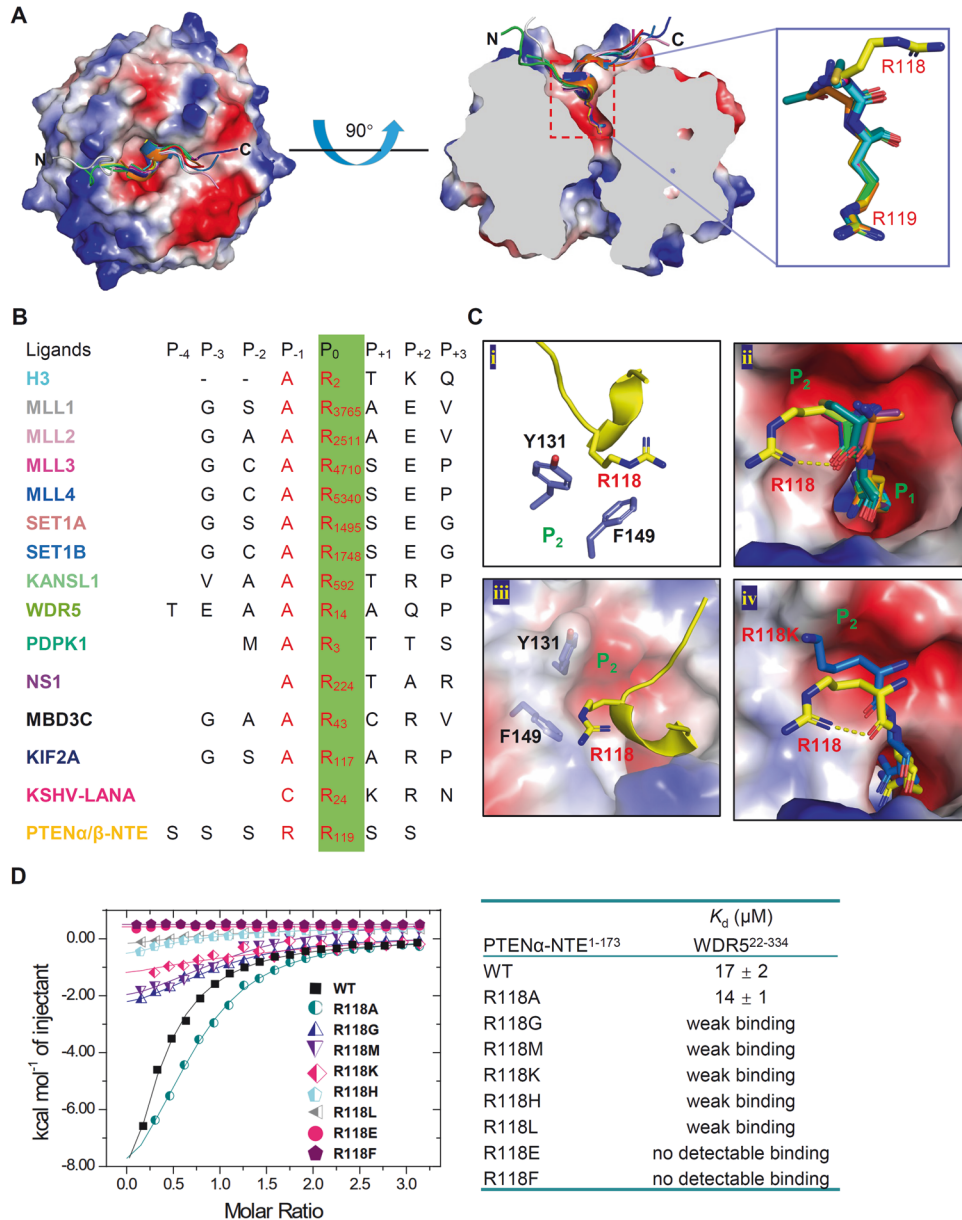 A
N
C
90°
N
C
R118
R119
B
Ligands P-4 P-3 P-2 P-1 P0 P+1 P+2 P+3
H3 - - A R2 T K Q
MLL1 G S A R3765 A E V
MLL2 G A A R2511 A E V
MLL3 G C A R4710 S E P
MLL4 G C A R5340 S E P
SET1A G S A R1495 S E G
SET1B G C A R1748 S E G
KANSL1 V A A R592 T R P
WDR5 T E A A R14 A Q P
PDPK1 M A R3 T T S
NS1 A R224 T A R
MBD3C G A A R43 C R V
KIF2A G S A R117 A R P
KSHV-LANA C R24 K R N
PTENα/β-NTE S S S R R119 S S
C
i
Y131
R118
P2
F149
ii
P2
R118
P1
iii
Y131
P2
F149
R118
iv
P2
R118K
R118
D
kcal mol-1 of injectant
0.00
-2.00
-4.00
-6.00
-8.00
0.0 0.5 1.0 1.5 2.0 2.5 3.0
Molar Ratio
WT
R118A
R118G
R118M
R118K
R118H
R118L
R118E
R118F
Kd (μM)
PTENα-NTE1-173 WDR522-334
WT 17 ± 2
R118A 14 ± 1
R118G weak binding
R118M weak binding
R118K weak binding
R118H weak binding
R118L weak binding
R118E no detectable binding
R118F no detectable binding